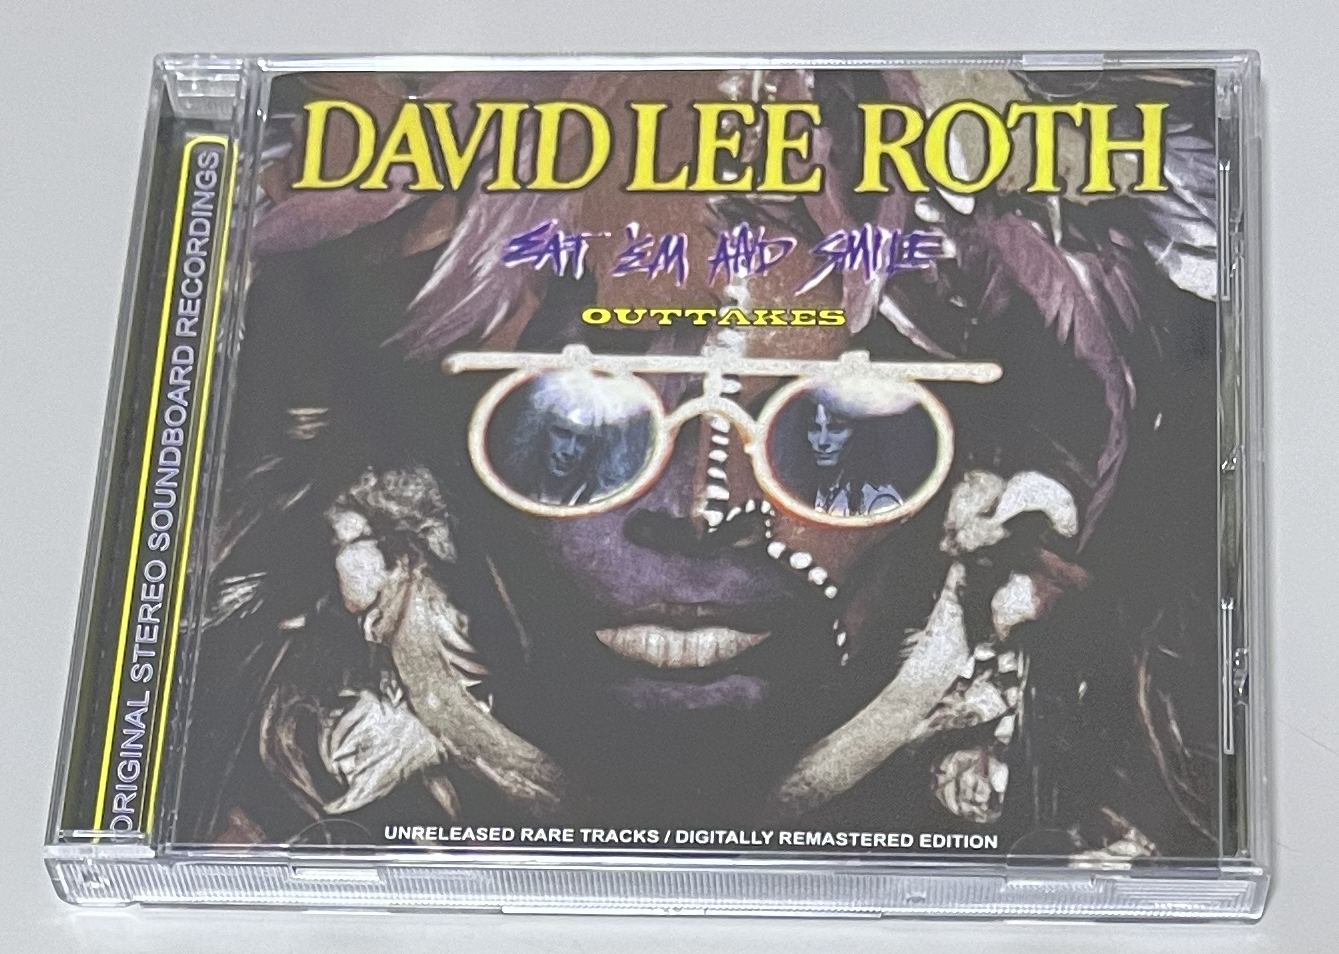 DAVID LEE ROTH
EAT 'EM AND SMILE
OUTTAKES
ORIGINAL STEREO SOUNDBOARD RECORDINGS
UNRELEASED RARE TRACKS / DIGITALLY REMASTERED EDITION